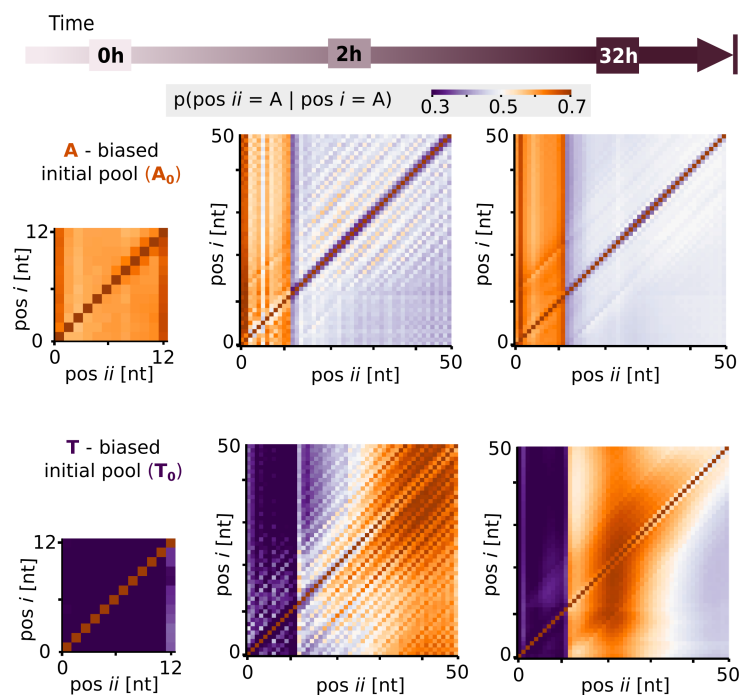 Time
0h
2h
32h
p(pos ii = A | pos i = A)
0.3 0.5 0.7
A - biased
initial pool (A₀)
12
pos i [nt]
0
0 12
pos ii [nt]
50
pos i [nt]
0
0 50
pos ii [nt]
50
pos i [nt]
0
0 50
pos ii [nt]
T - biased
initial pool (T₀)
12
pos i [nt]
0
0 12
pos ii [nt]
50
pos i [nt]
0
0 50
pos ii [nt]
50
pos i [nt]
0
0 50
pos ii [nt]